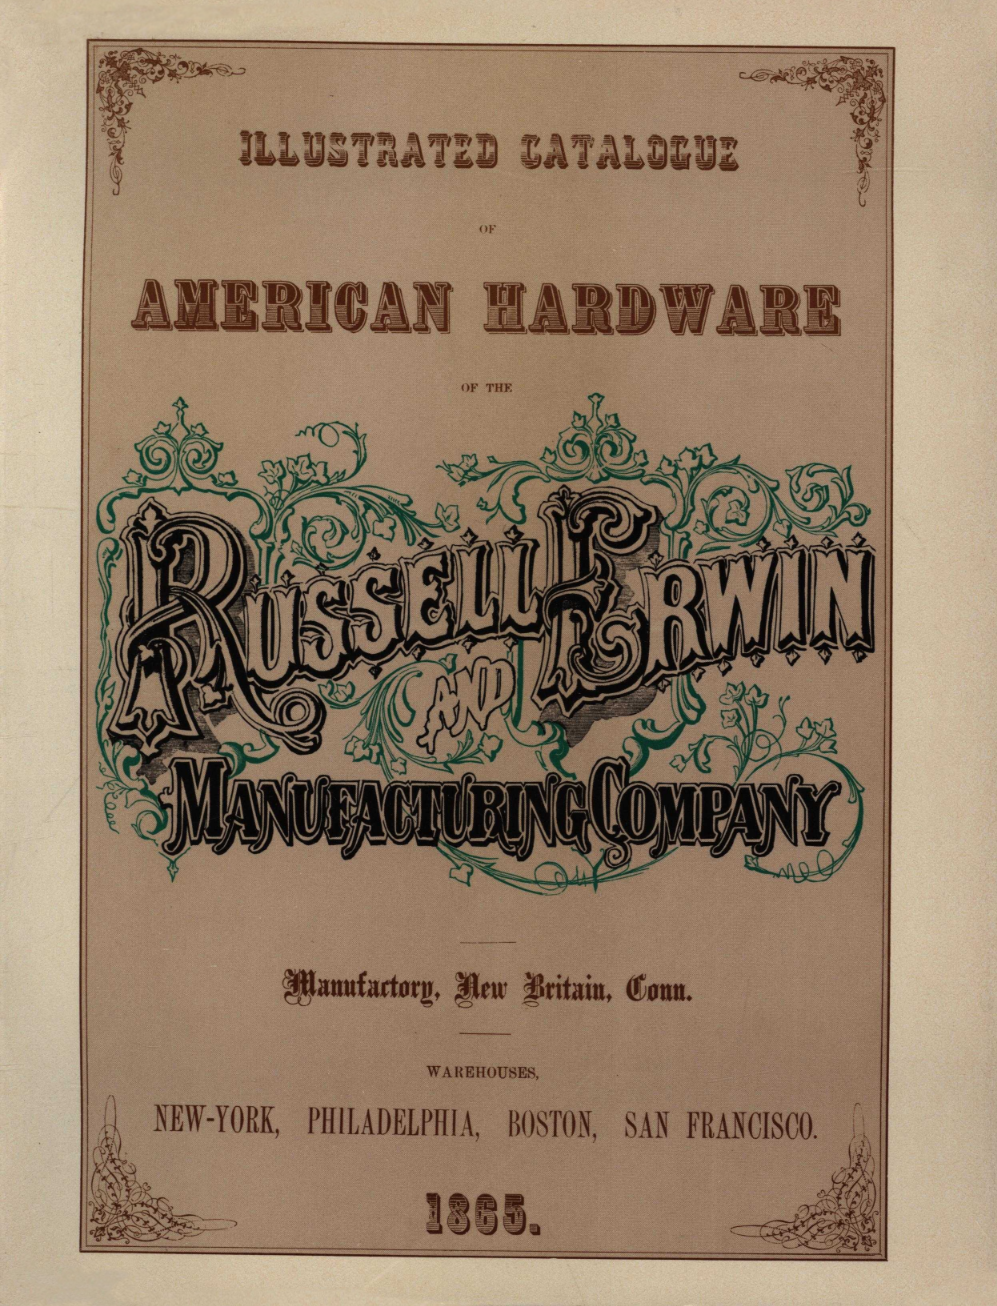 ILLUSTRATED CATALOGUE
OF
AMERICAN HARDWARE
OF THE
RUSSELL AND ERWIN
MANUFACTURING COMPANY
Manufactory, New Britain, Conn.
WAREHOUSES,
NEW-YORK, PHILADELPHIA, BOSTON, SAN FRANCISCO.
1865.